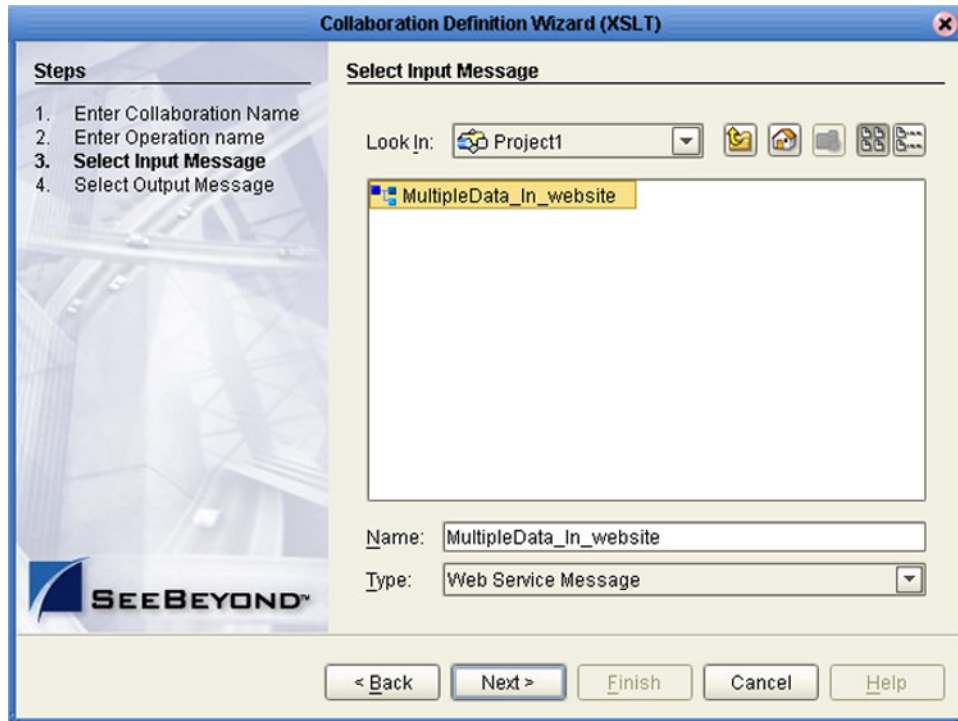 Collaboration Definition Wizard (XSLT)
Steps
1. Enter Collaboration Name
2. Enter Operation name
3. Select Input Message
4. Select Output Message
Select Input Message
Look In: Project1
MultipleData_In_website
Name: MultipleData_In_website
Type: Web Service Message
SEEBEYOND™
< Back Next > Finish Cancel Help